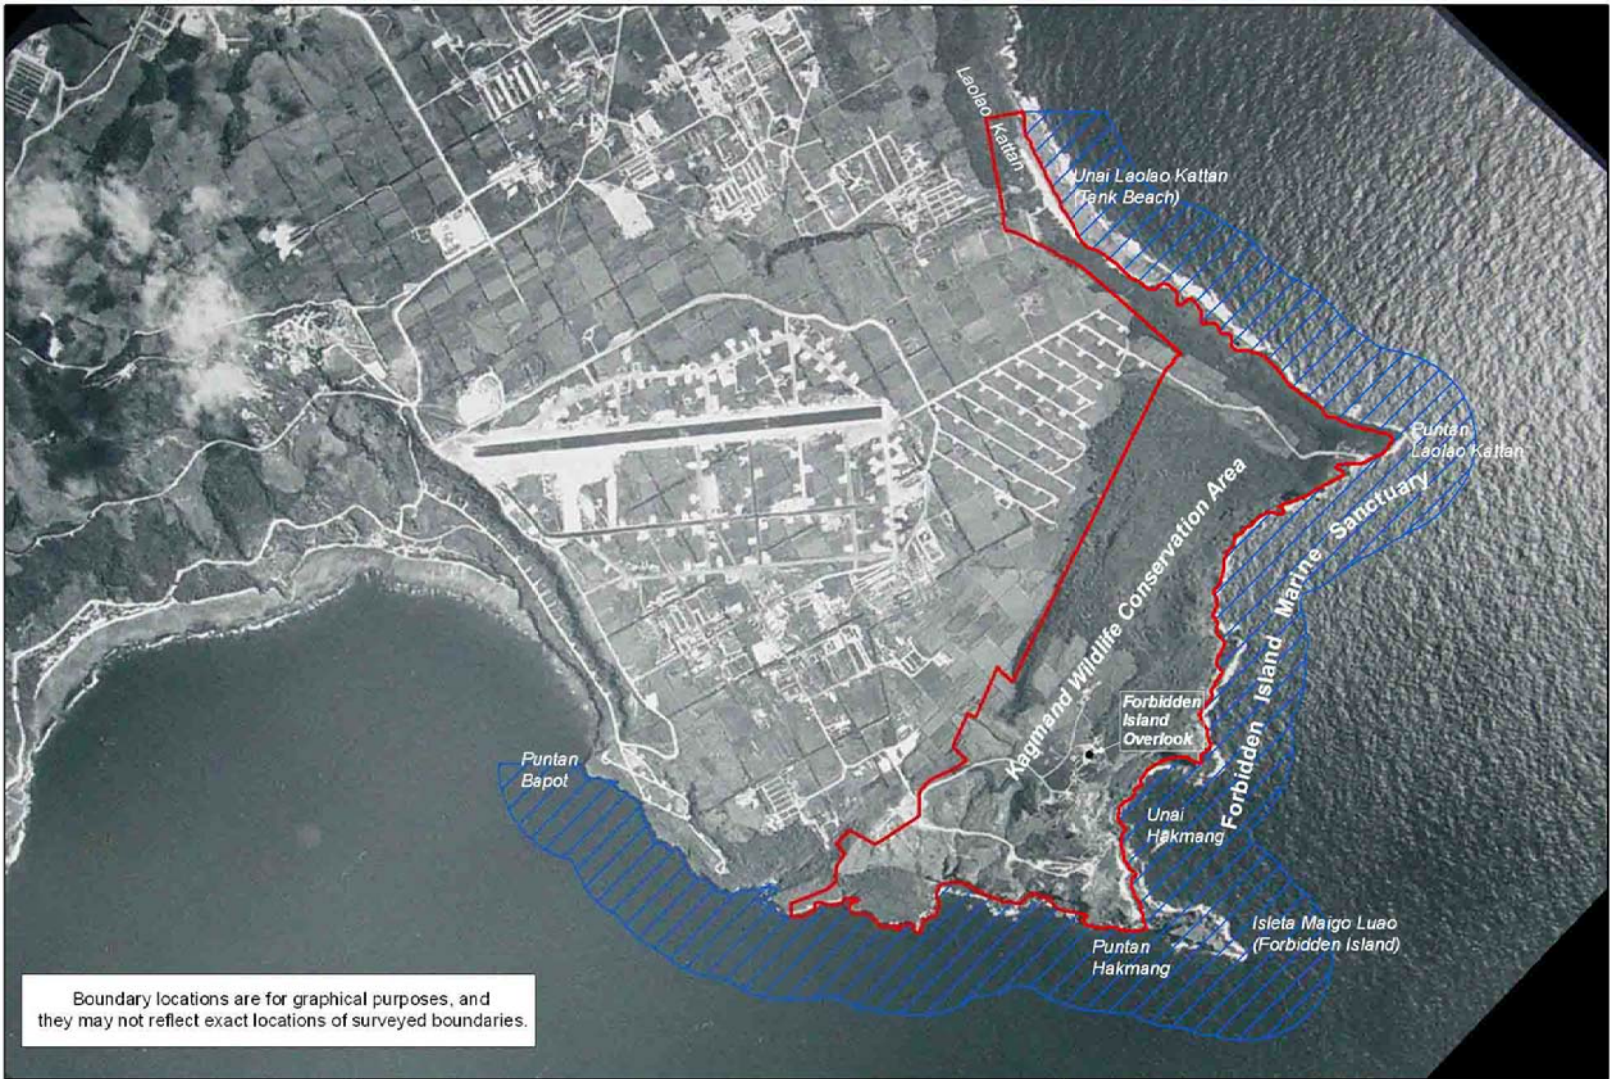 Laolao Kattan
Unai Laolao Kattan
(Tank Beach)
Puntan
Laolao Kattan
Kagmand Wildlife Conservation Area
Forbidden Island Marine Sanctuary
Forbidden
Island
Overlook
Puntan
Bapot
Unai
Hakmang
Isleta Maigo Luao
(Forbidden Island)
Puntan
Hakmang
Boundary locations are for graphical purposes, and
they may not reflect exact locations of surveyed boundaries.